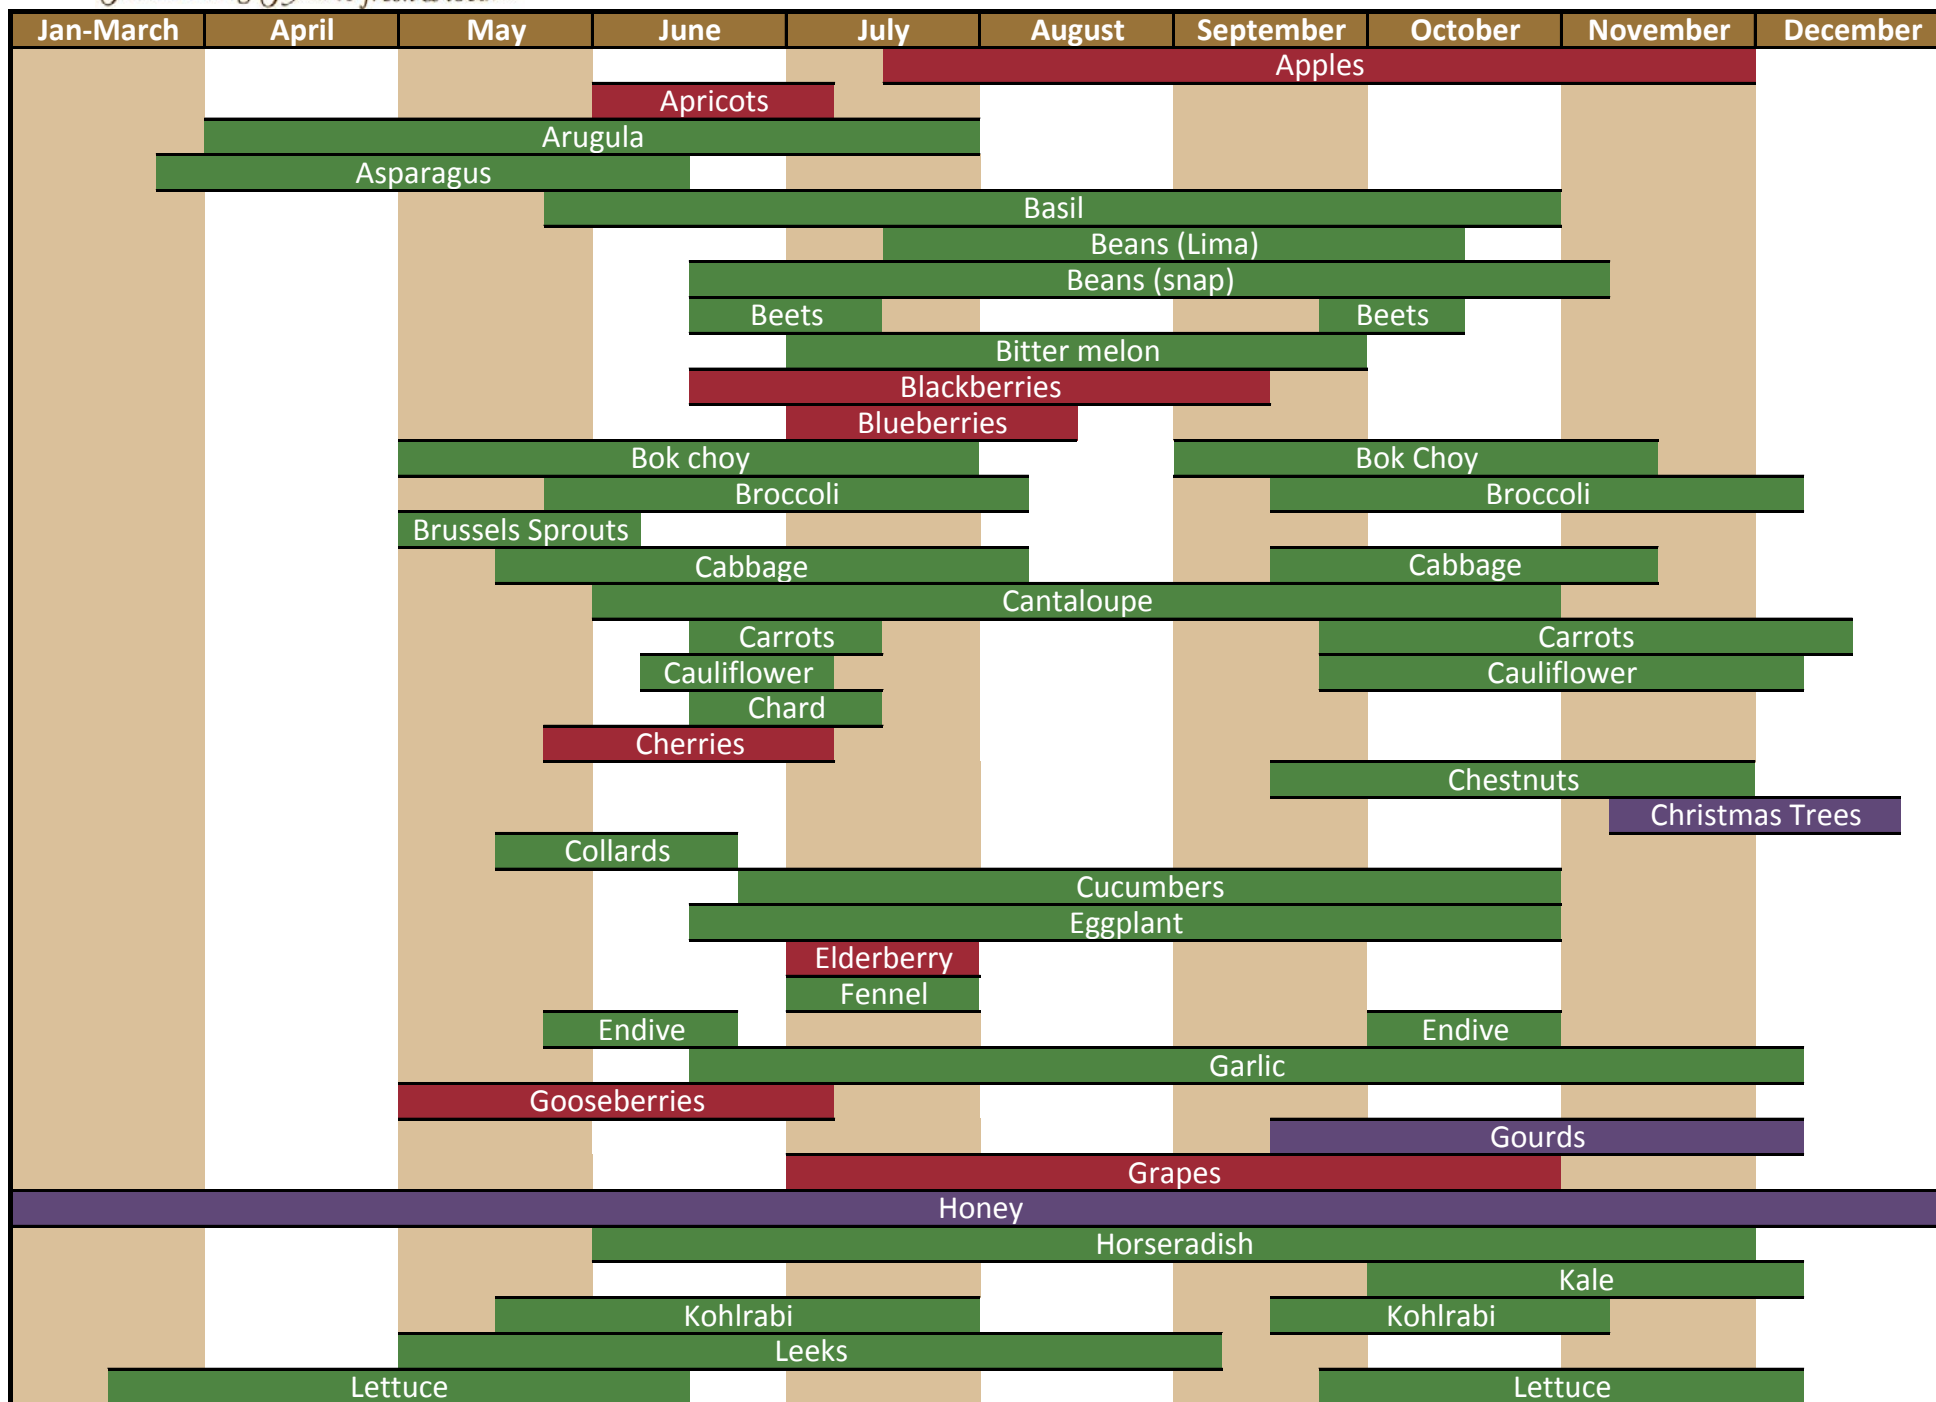 Jan-March April May June July August September October November December
Apples
Apricots
Arugula
Asparagus
Basil
Beans (Lima)
Beans (snap)
Beets Beets
Bitter melon
Blackberries
Blueberries
Bok choy Bok Choy
Broccoli Broccoli
Brussels Sprouts
Cabbage Cabbage
Cantaloupe
Carrots Carrots
Cauliflower Cauliflower
Chard
Cherries
Chestnuts
Christmas Trees
Collards
Cucumbers
Eggplant
Elderberry
Fennel
Endive Endive
Garlic
Gooseberries
Gourds
Grapes
Honey
Horseradish
Kale
Kohlrabi Kohlrabi
Leeks
Lettuce Lettuce